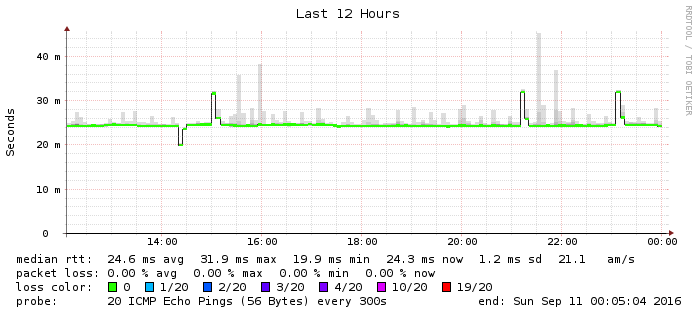 Last 12 Hours
RRDTOOL / TOBI OETIKER
Seconds
40 m
30 m
20 m
10 m
0
14:00 16:00 18:00 20:00 22:00 00:00
median rtt: 24.6 ms avg 31.9 ms max 19.9 ms min 24.3 ms now 1.2 ms sd 21.1 am/s
packet loss: 0.00 % avg 0.00 % max 0.00 % min 0.00 % now
loss color: 0 1/20 2/20 3/20 4/20 10/20 19/20
probe: 20 ICMP Echo Pings (56 Bytes) every 300s end: Sun Sep 11 00:05:04 2016